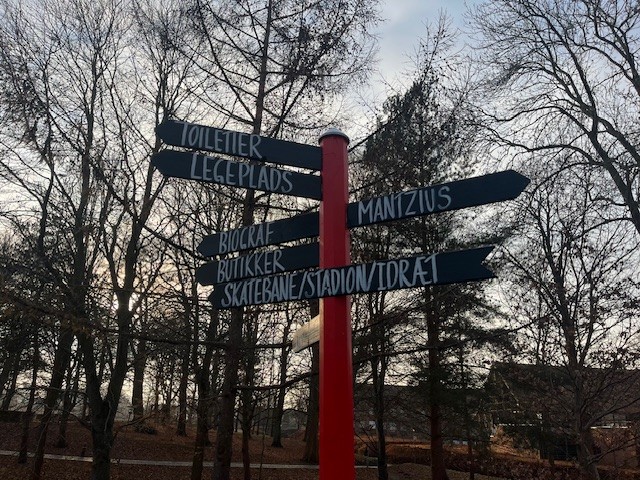 TOILETTER
LEGEPLADS
MANTZIUS
BIOGRAF
BUTIKKER
SKATEBANE/STADION/IDRÆT